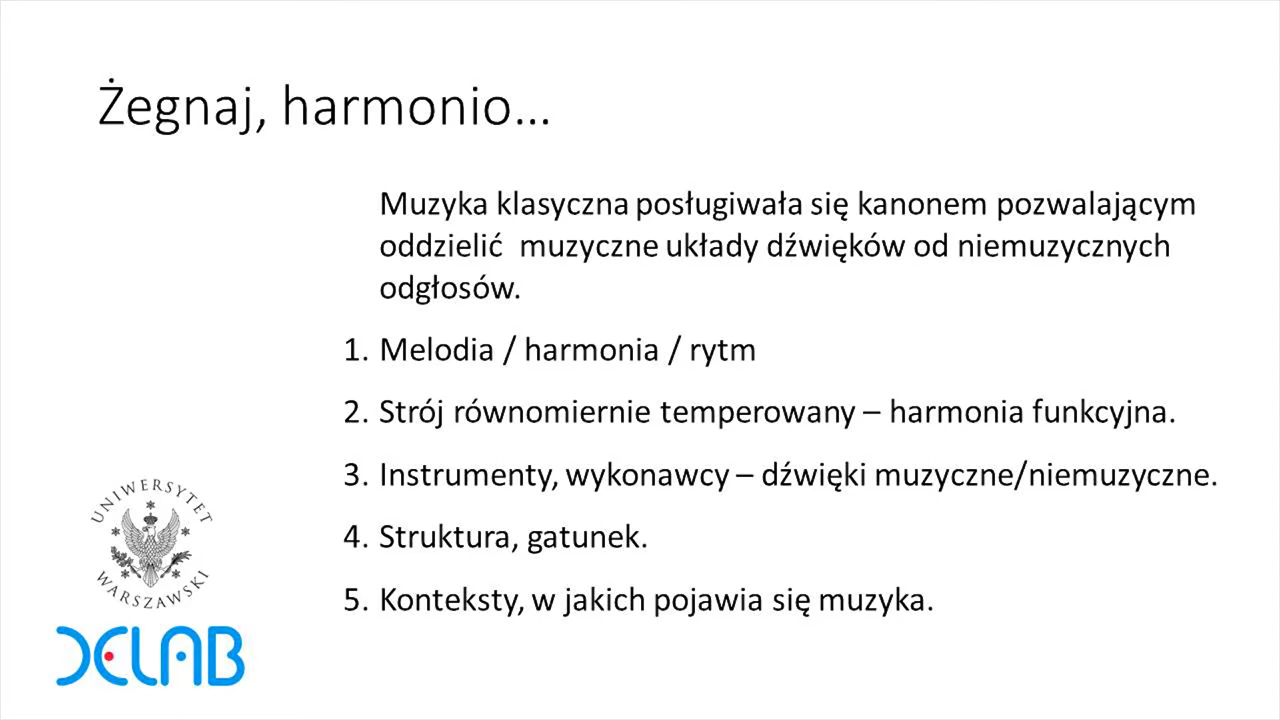 Żegnaj, harmonio...
Muzyka klasyczna posługiwała się kanonem pozwalającym
oddzielić muzyczne układy dźwięków od niemuzycznych
odgłosów.
1. Melodia / harmonia / rytm
2. Strój równomiernie temperowany – harmonia funkcyjna.
3. Instrumenty, wykonawcy – dźwięki muzyczne/niemuzyczne.
4. Struktura, gatunek.
5. Konteksty, w jakich pojawia się muzyka.
UNIWERSYTET
WARSZAWSKI
DELAB